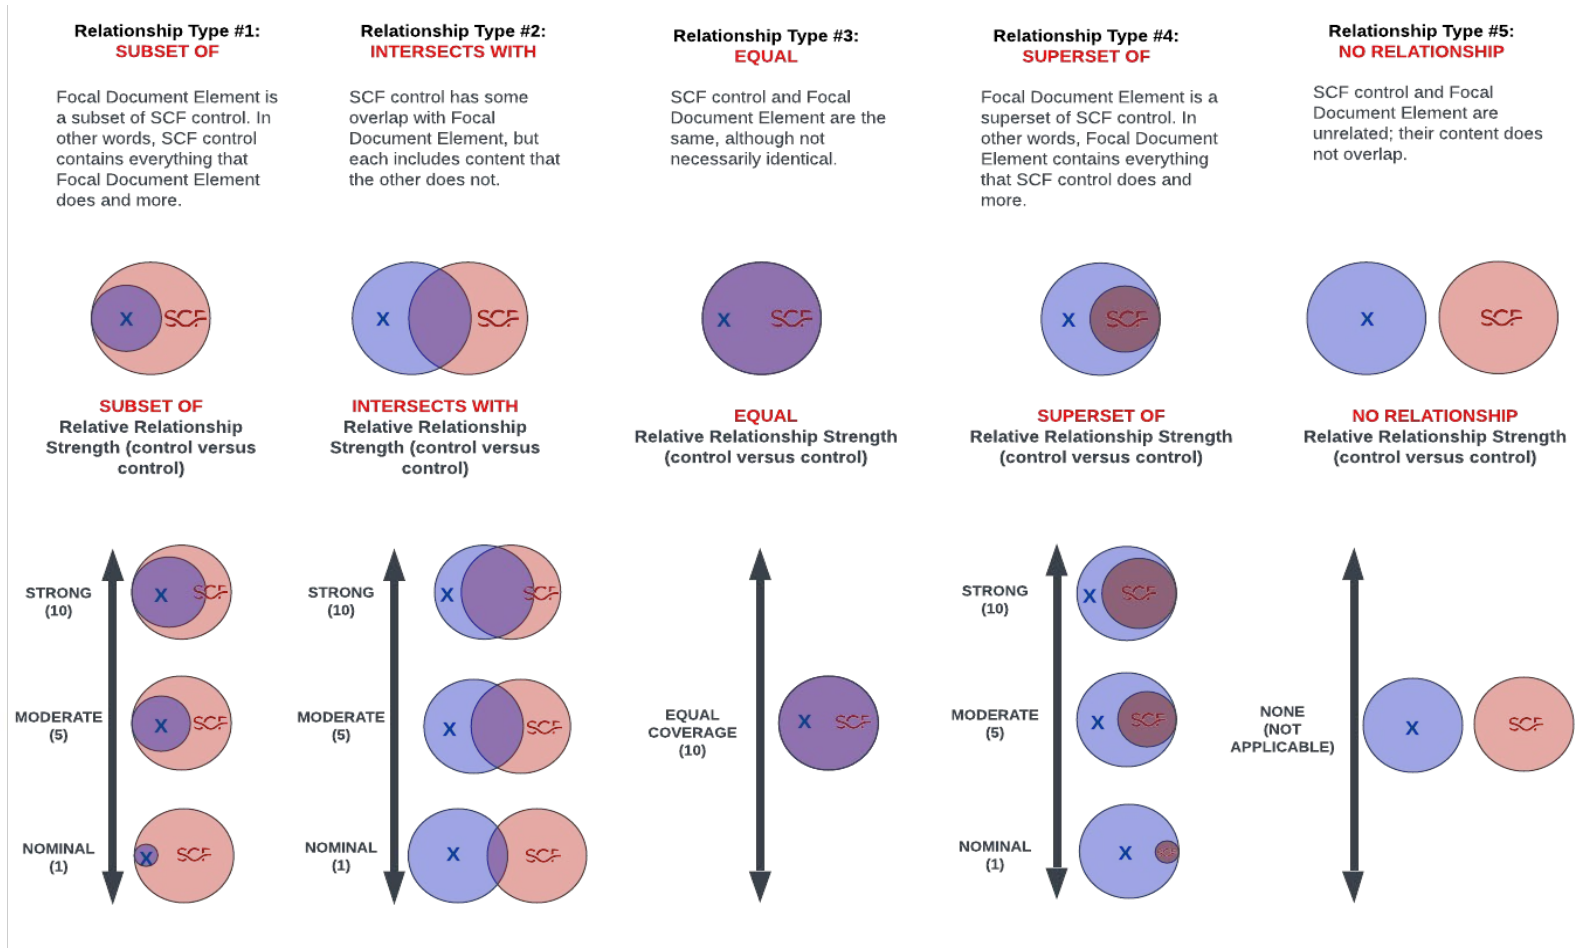 Relationship Type #1:
SUBSET OF
Focal Document Element is
a subset of SCF control. In
other words, SCF control
contains everything that
Focal Document Element
does and more.
X SCF
SUBSET OF
Relative Relationship
Strength (control versus
control)
STRONG
(10)
X SCF
MODERATE
(5)
X SCF
NOMINAL
(1)
X SCF
Relationship Type #2:
INTERSECTS WITH
SCF control has some
overlap with Focal
Document Element, but
each includes content that
the other does not.
X SCF
INTERSECTS WITH
Relative Relationship
Strength (control versus
control)
STRONG
(10)
X SCF
MODERATE
(5)
X SCF
NOMINAL
(1)
X SCF
Relationship Type #3:
EQUAL
SCF control and Focal
Document Element are the
same, although not
necessarily identical.
X SCF
EQUAL
Relative Relationship Strength
(control versus control)
EQUAL
COVERAGE
(10)
X SCF
Relationship Type #4:
SUPERSET OF
Focal Document Element is a
superset of SCF control. In
other words, Focal Document
Element contains everything
that SCF control does and
more.
X SCF
SUPERSET OF
Relative Relationship Strength
(control versus control)
STRONG
(10)
X SCF
MODERATE
(5)
X SCF
NOMINAL
(1)
X SCF
Relationship Type #5:
NO RELATIONSHIP
SCF control and Focal
Document Element are
unrelated; their content does
not overlap.
X SCF
NO RELATIONSHIP
Relative Relationship Strength
(control versus control)
NONE
(NOT
APPLICABLE)
X SCF